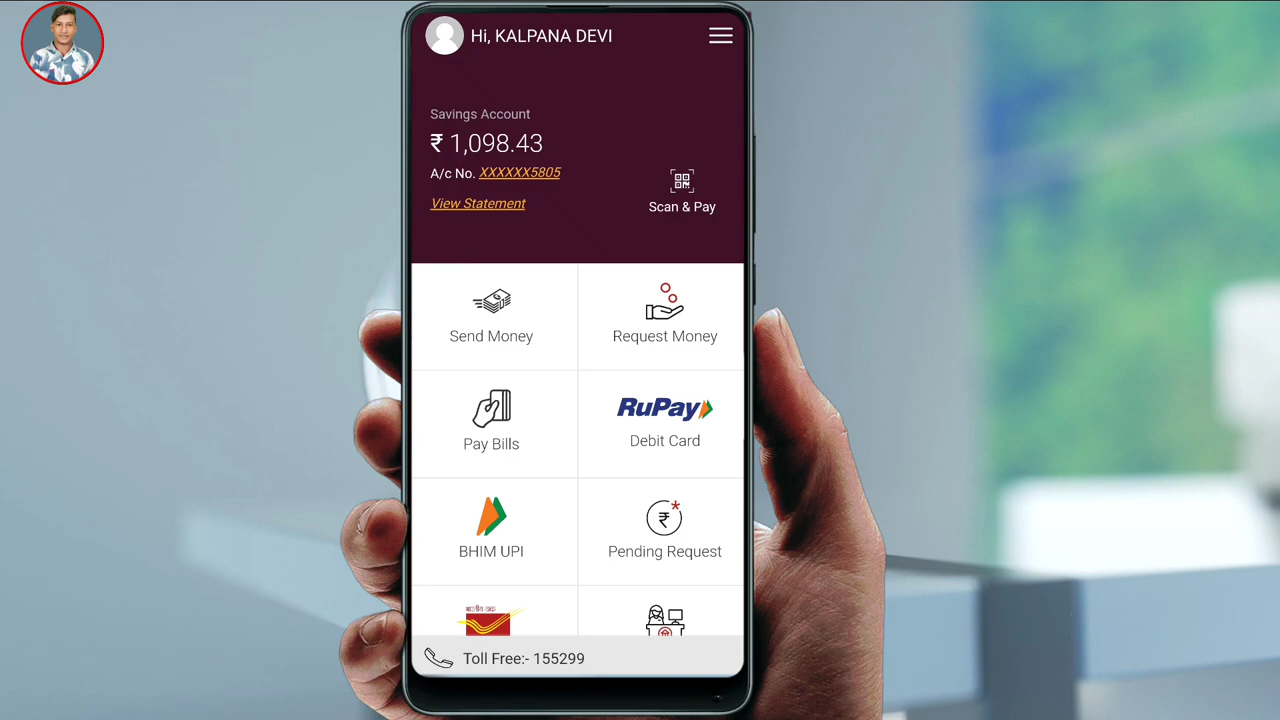 Hi, KALPANA DEVI
Savings Account
₹ 1,098.43
A/c No. XXXXXX5805
View Statement
Scan & Pay
Send Money
Request Money
Pay Bills
RuPay
Debit Card
BHIM UPI
₹
Pending Request
भारतीय डाक
Toll Free:- 155299